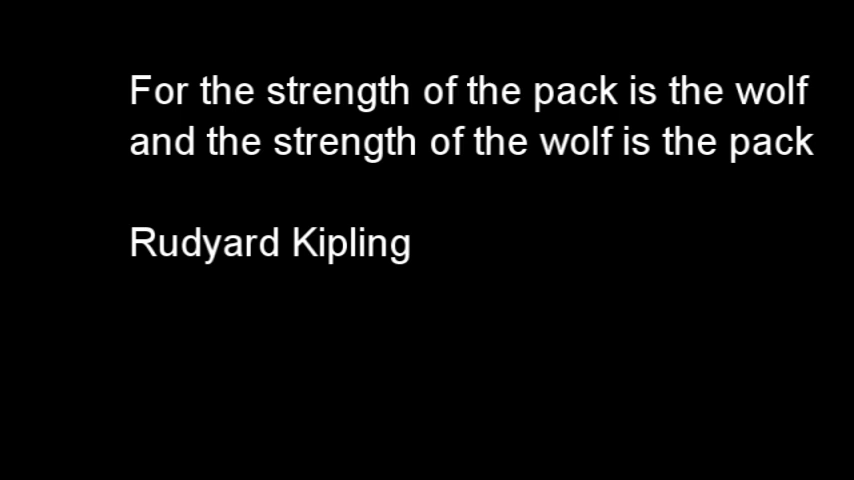 For the strength of the pack is the wolf
and the strength of the wolf is the pack
Rudyard Kipling